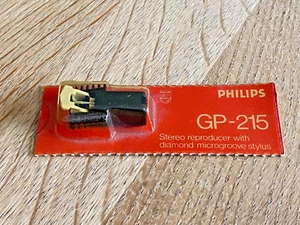 PHILIPS
GP-215
Stereo reproducer with
diamond microgroove stylus